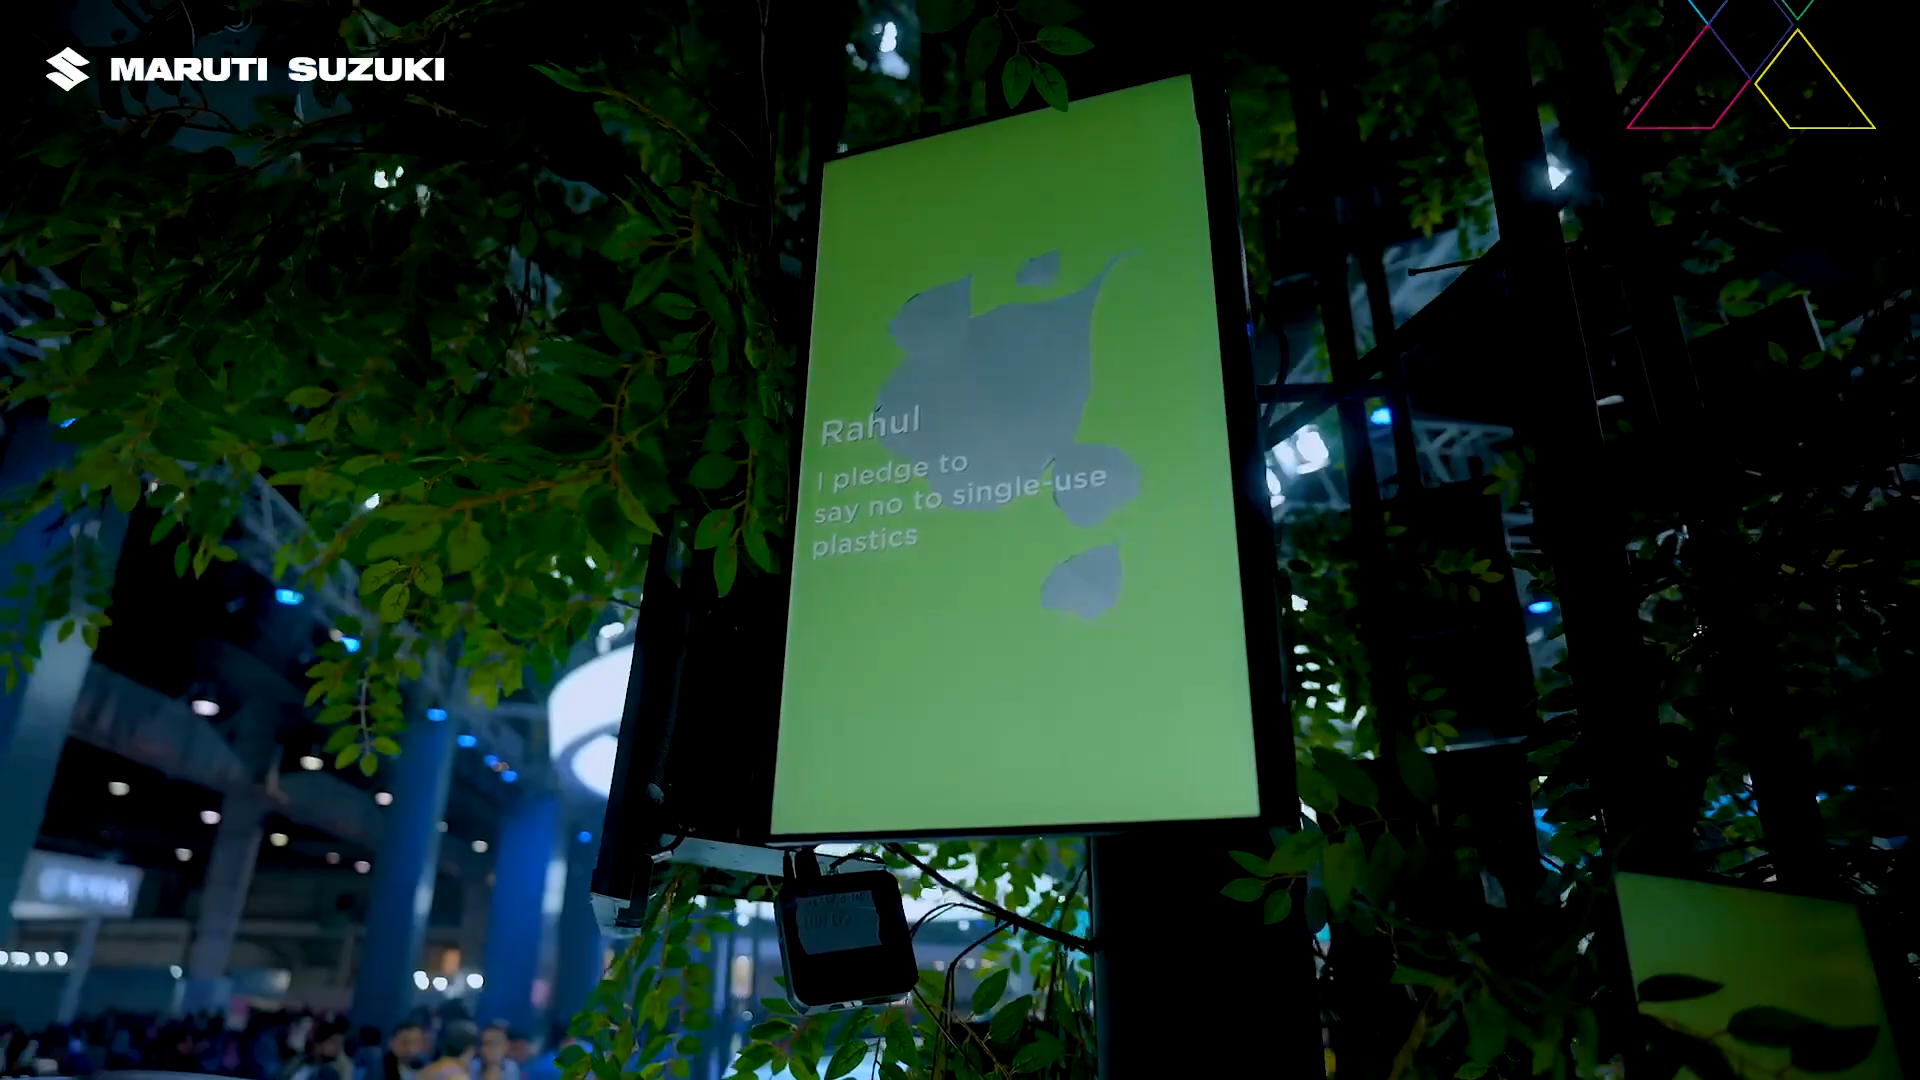 MARUTI SUZUKI
Rahul
I pledge to
say no to single-use
plastics